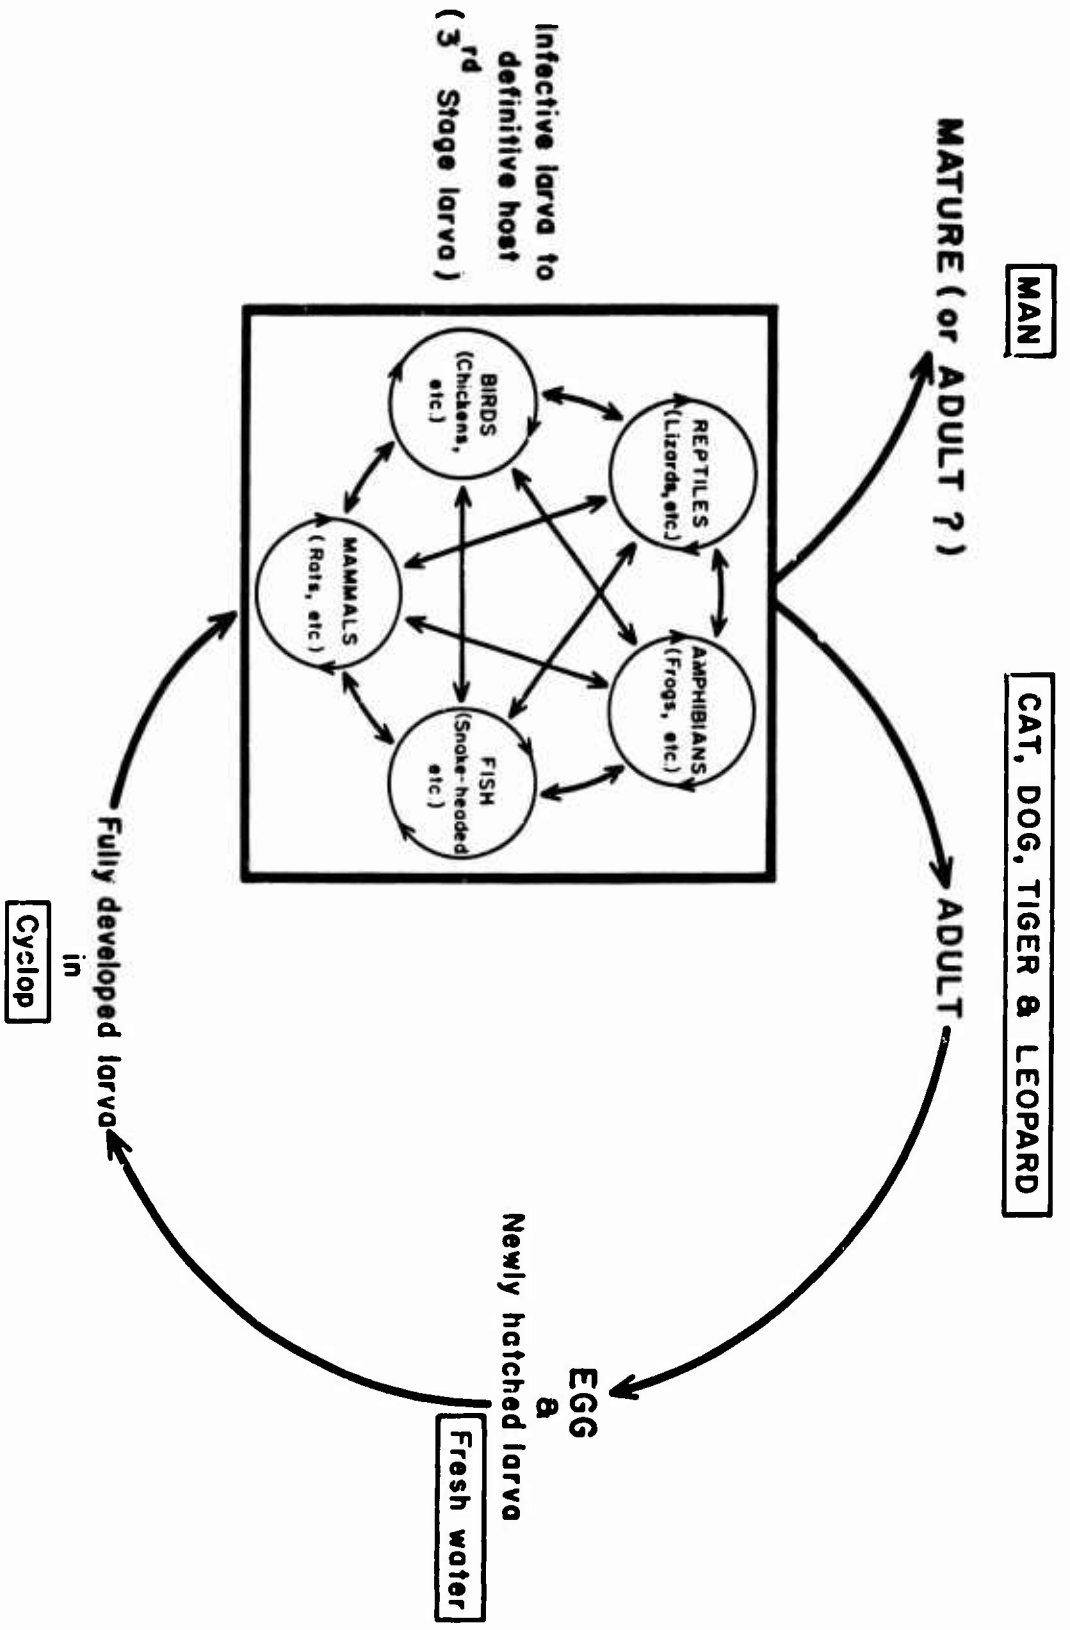 MAN
CAT, DOG, TIGER & LEOPARD
MATURE (or ADULT ?)
ADULT
REPTILES
(Lizards, etc.)
AMPHIBIANS
(Frogs, etc.)
Infective larva to
definitive host
(3rd Stage larva)
BIRDS
(Chickens,
etc.)
FISH
(Snake-headed
etc.)
MAMMALS
(Rats, etc.)
EGG
&
Newly hatched larva
Fresh water
Fully developed larva
in
Cyclop